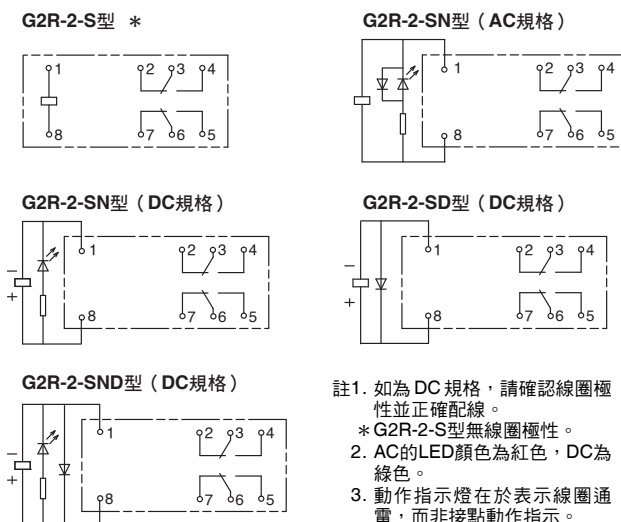 G2R-2-S型 *
1 2 3 4
8 7 6 5
G2R-2-SN型（AC規格）
1 2 3 4
8 7 6 5
G2R-2-SN型（DC規格）
1 2 3 4
−
+
8 7 6 5
G2R-2-SD型（DC規格）
1 2 3 4
−
+
8 7 6 5
G2R-2-SND型（DC規格）
1 2 3 4
−
+
8 7 6 5
註1. 如為DC規格，請確認線圈極
性並正確配線。
*G2R-2-S型無線圈極性。
2. AC的LED顏色為紅色，DC為
綠色。
3. 動作指示燈在於表示線圈通
電，而非接點動作指示。